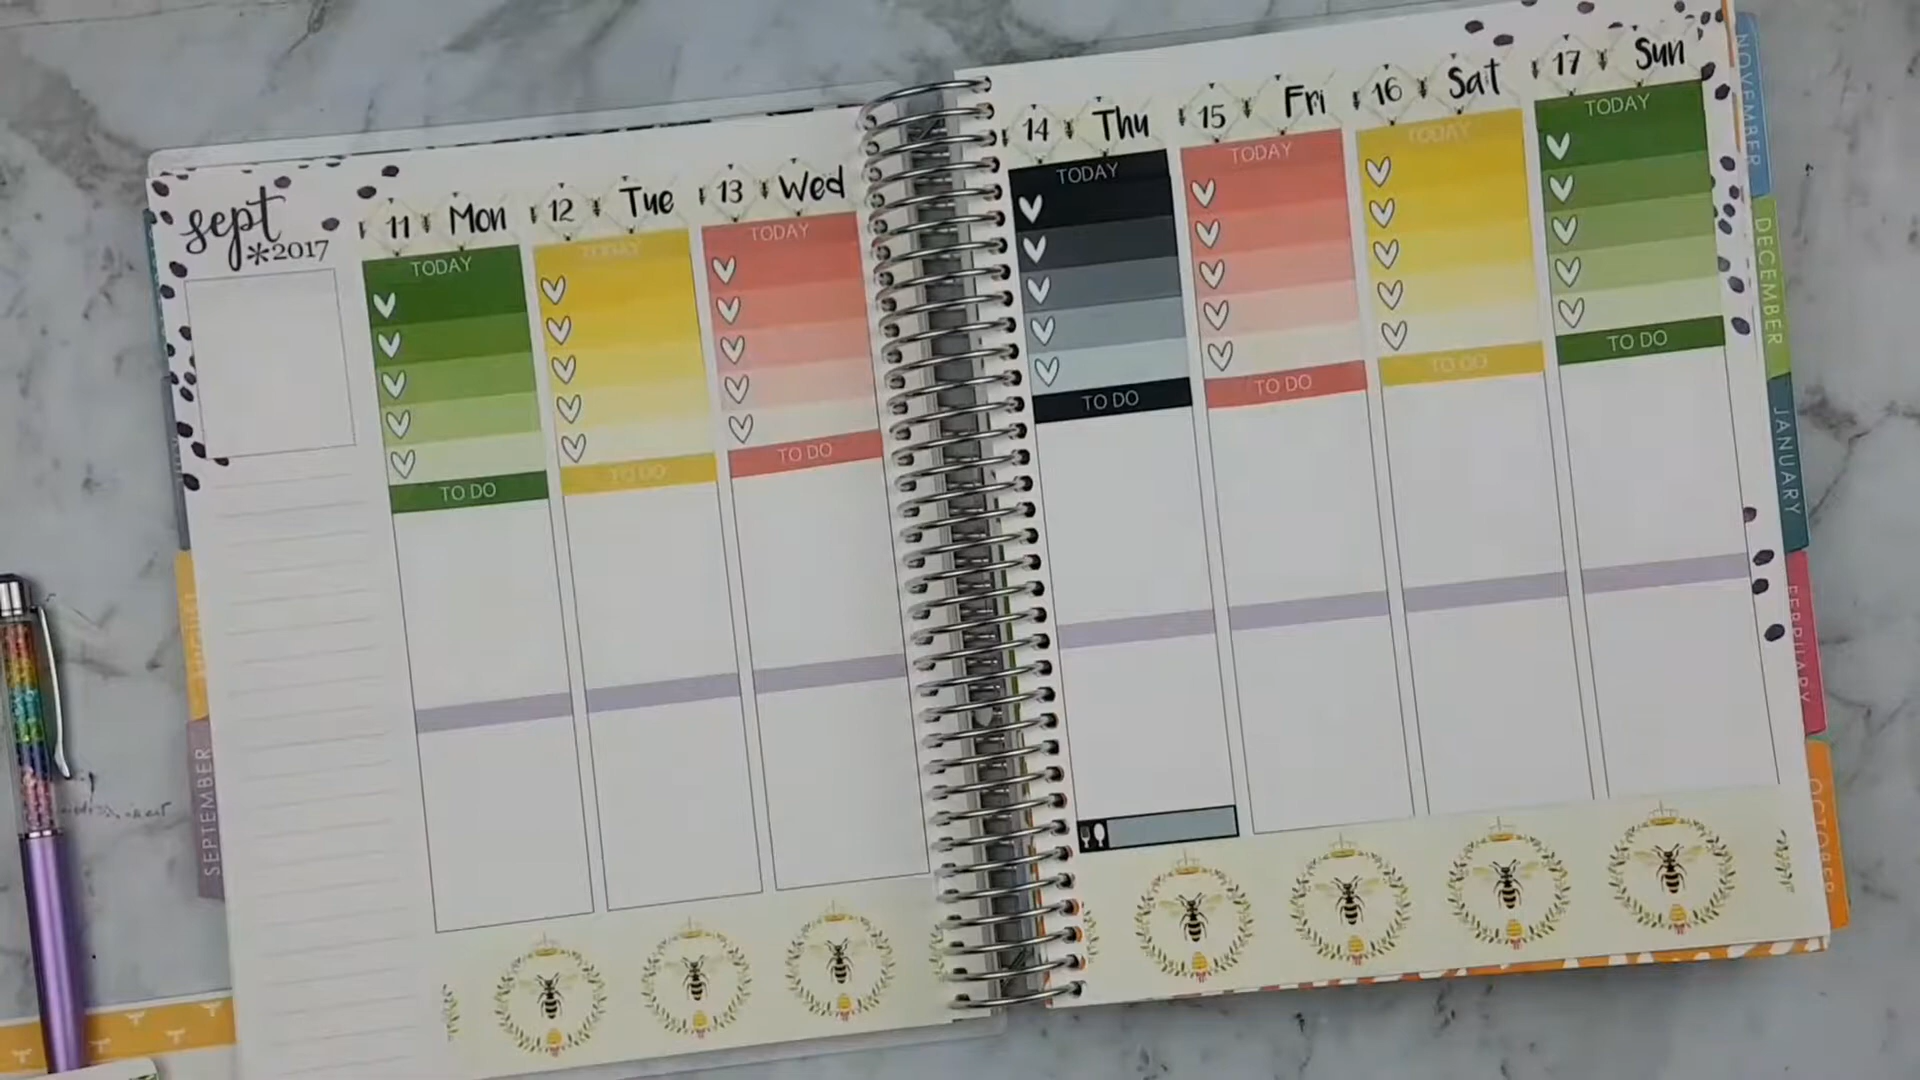 sept
*2017
11 Mon
12 Tue
13 Wed
14 Thu
15 Fri
16 Sat
17 Sun
TODAY
TODAY
TODAY
TODAY
TODAY
TODAY
TODAY
TO DO
TO DO
TO DO
TO DO
TO DO
TO DO
TO DO
SEPTEMBER
NOVEMBER
DECEMBER
JANUARY
FEBRUARY
OCTOBER